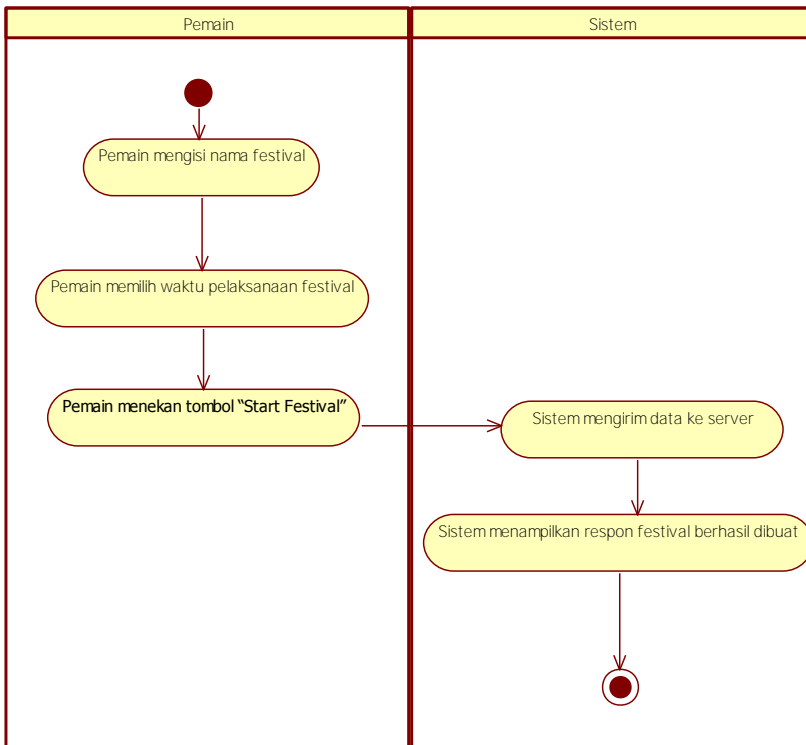 Pemain
Sistem
Pemain mengisi nama festival
Pemain memilih waktu pelaksanaan festival
Pemain menekan tombol “Start Festival”
Sistem mengirim data ke server
Sistem menampilkan respon festival berhasil dibuat